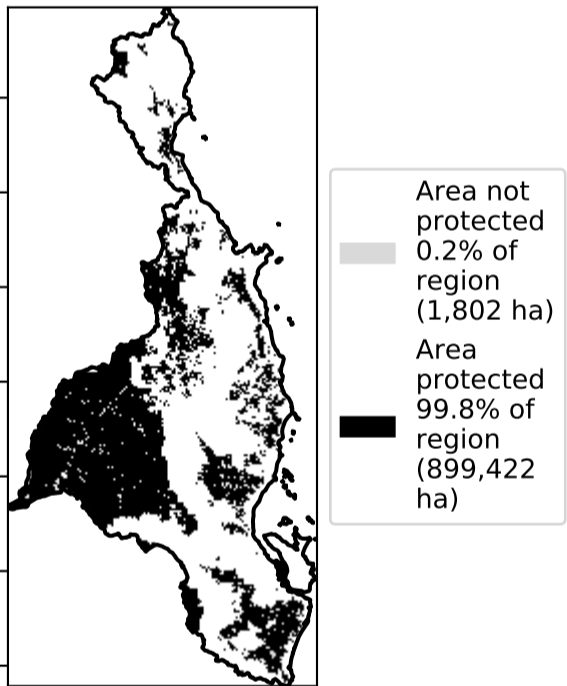 Area not
protected
0.2% of
region
(1,802 ha)
Area
protected
99.8% of
region
(899,422
ha)